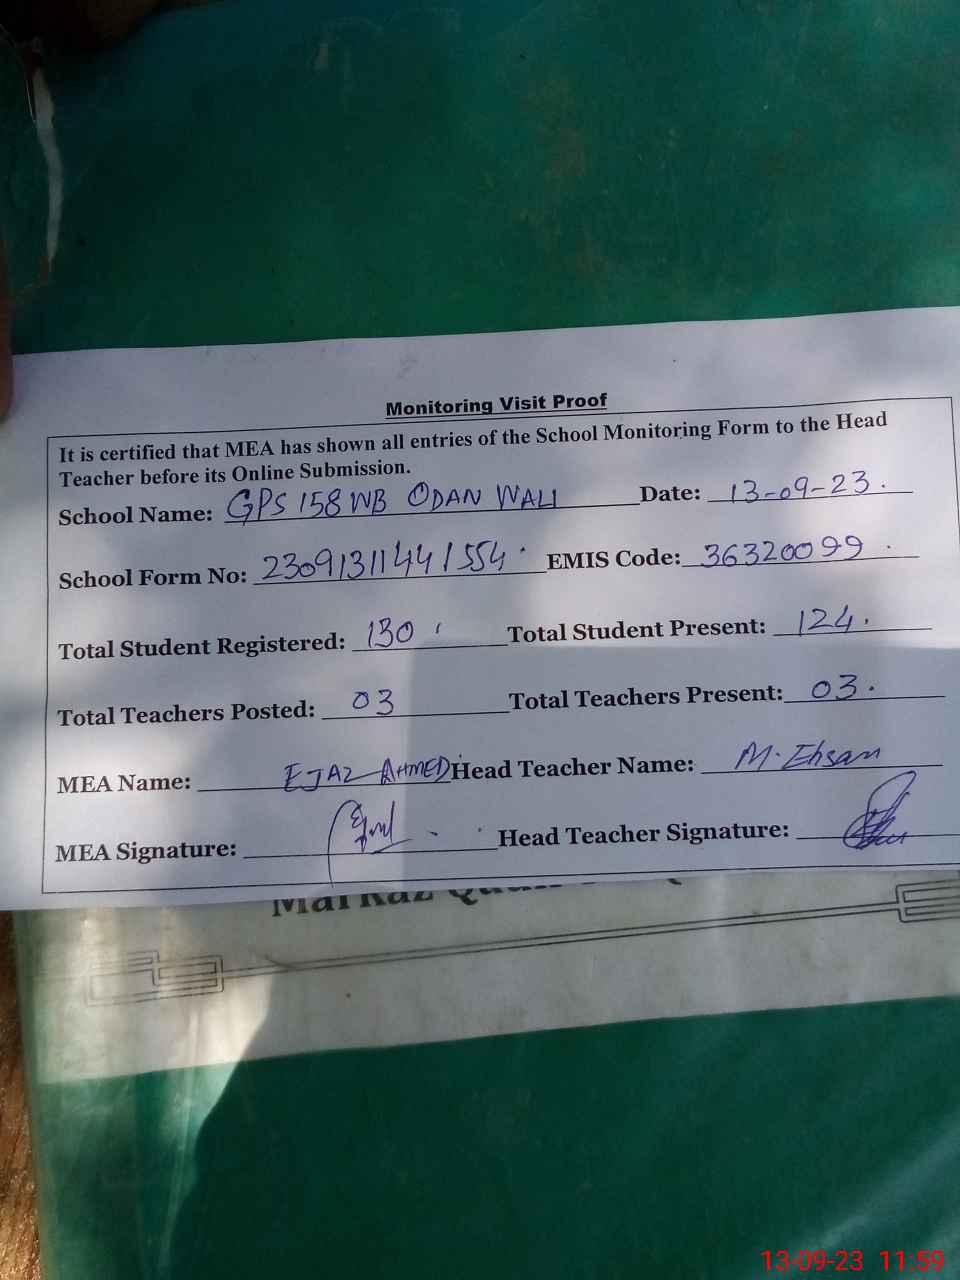 Monitoring Visit Proof
It is certified that MEA has shown all entries of the School Monitoring Form to the Head
Teacher before its Online Submission.
School Name: GPS 158 WB ODAN WALI Date: 13-09-23.
School Form No: 23091311441554. EMIS Code: 36320099.
Total Student Registered: 130 Total Student Present: 124.
Total Teachers Posted: 03 Total Teachers Present: 03.
MEA Name: EJAZ AHMED Head Teacher Name: M. Ehsan
MEA Signature: Head Teacher Signature:
Markaz
13-09-23 11:59